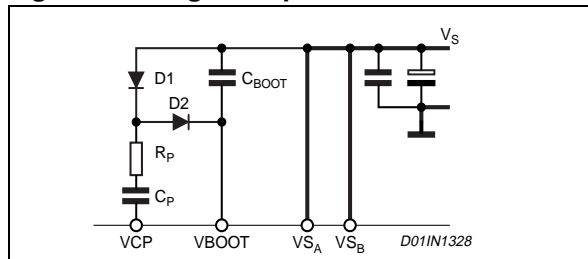 V_S
D1
C_BOOT
D2
R_P
C_P
VCP VBOOT VS_A VS_B D01IN1328